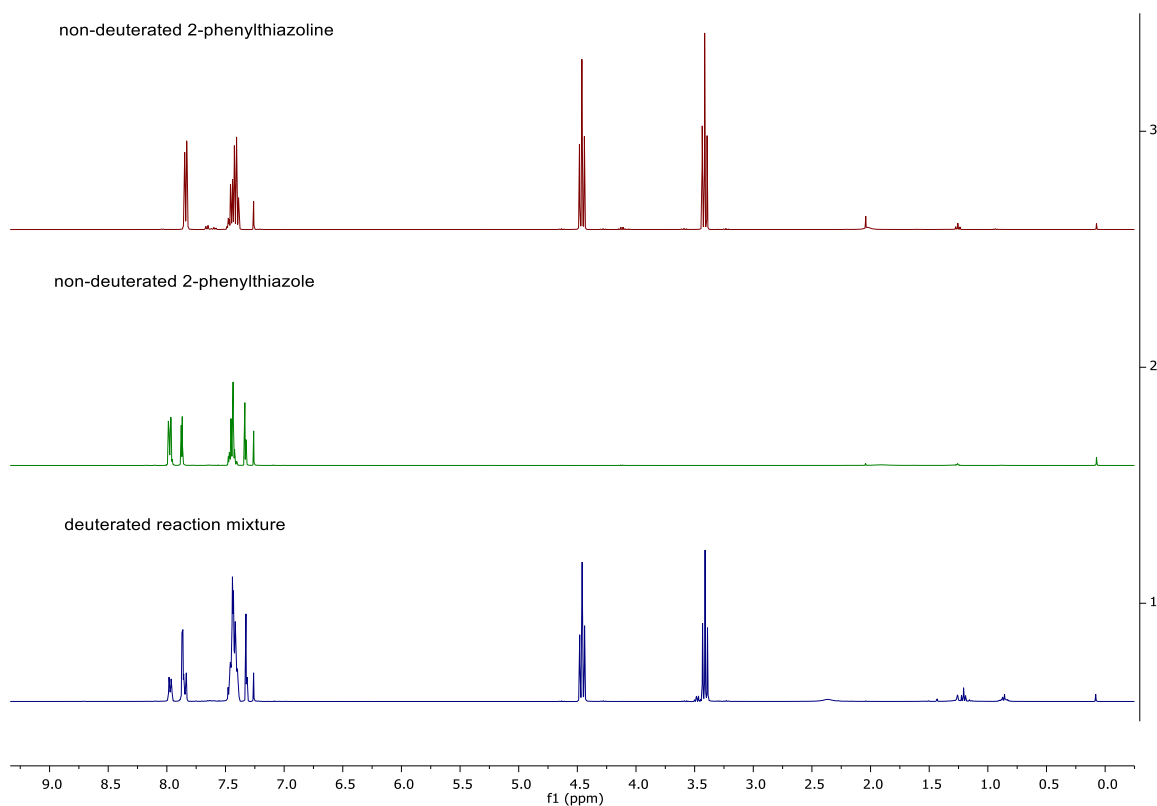 non-deuterated 2-phenylthiazoline
3
non-deuterated 2-phenylthiazole
2
deuterated reaction mixture
1
9.0 8.5 8.0 7.5 7.0 6.5 6.0 5.5 5.0 4.5 4.0 3.5 3.0 2.5 2.0 1.5 1.0 0.5 0.0
f1 (ppm)